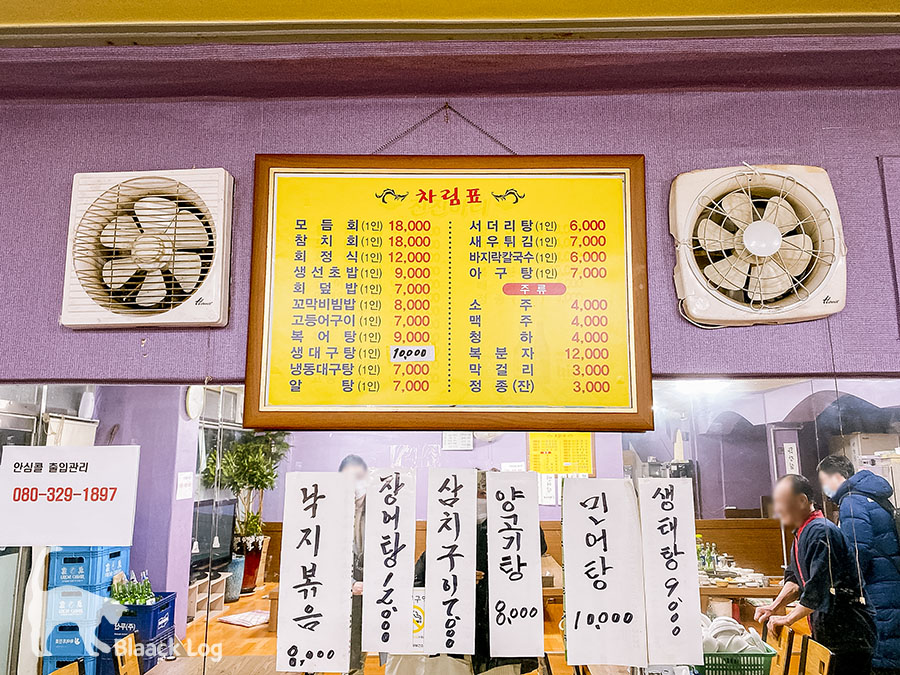 차림표
모듬회(1인) 18,000
참치회(1인) 18,000
회정식(1인) 12,000
생선초밥(1인) 9,000
회덮밥(1인) 7,000
꼬막비빔밥(1인) 8,000
고등어구이(1인) 7,000
복어탕(1인) 9,000
생대구탕(1인) 10,000
냉동대구탕(1인) 7,000
알탕(1인) 7,000
서더리탕(1인) 6,000
새우튀김(1인) 7,000
바지락칼국수(1인) 6,000
아구탕(1인) 7,000
주류
소주 4,000
맥주 4,000
청하 4,000
복분자 12,000
막걸리 3,000
정종(잔) 3,000
안심콜 출입관리
080-329-1897
낙지볶음
8,000
장어탕
삼치구이 7,000
양고기탕
8,000
민어탕
10,000
생태탕 9,000
Blaack Log